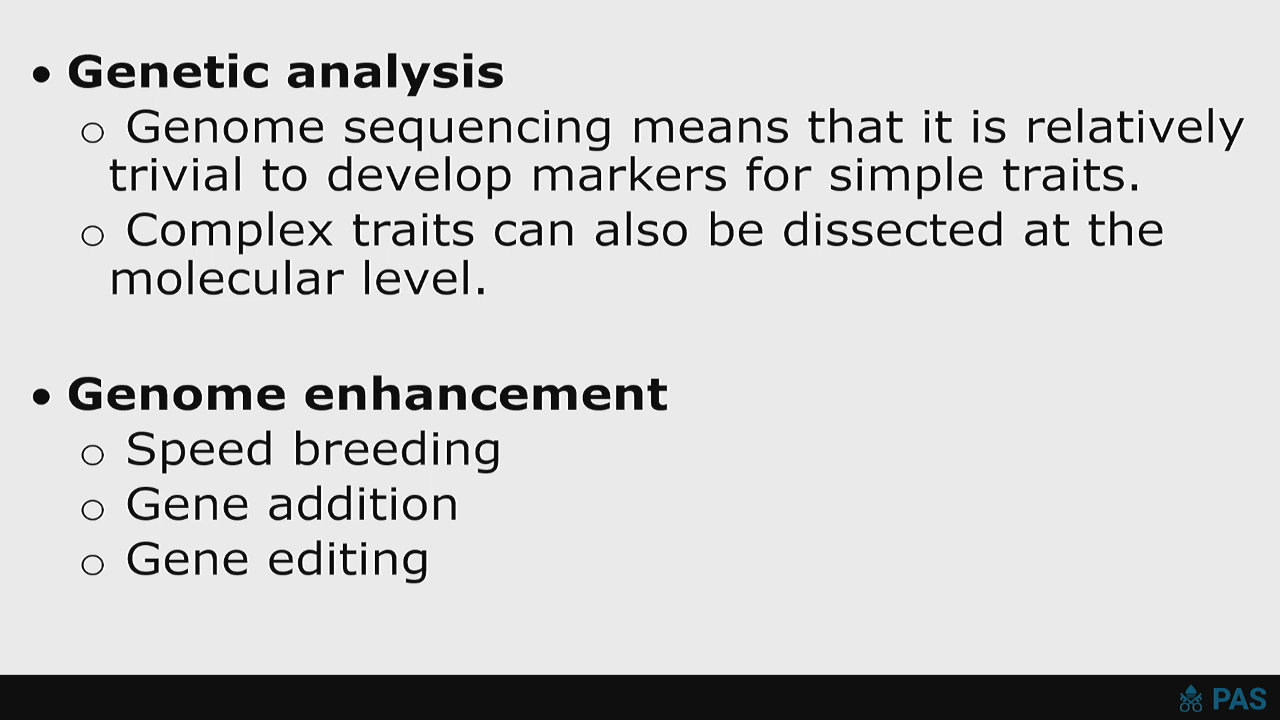 • Genetic analysis
o Genome sequencing means that it is relatively
trivial to develop markers for simple traits.
o Complex traits can also be dissected at the
molecular level.
• Genome enhancement
o Speed breeding
o Gene addition
o Gene editing
PAS